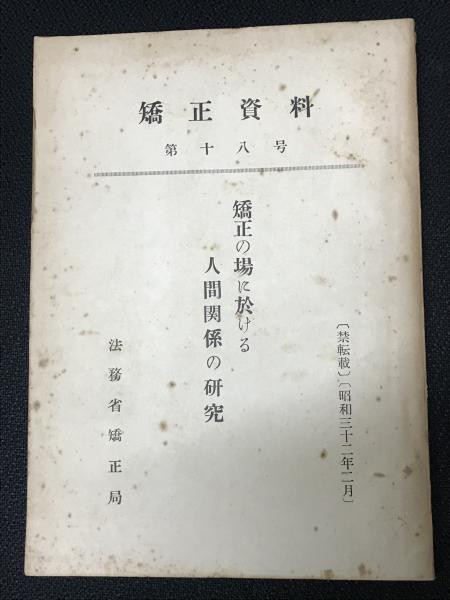 矯正資料
第十八号
〔禁転載〕〔昭和三十二年二月〕
矯正の場に於ける
人間関係の研究
法務省矯正局